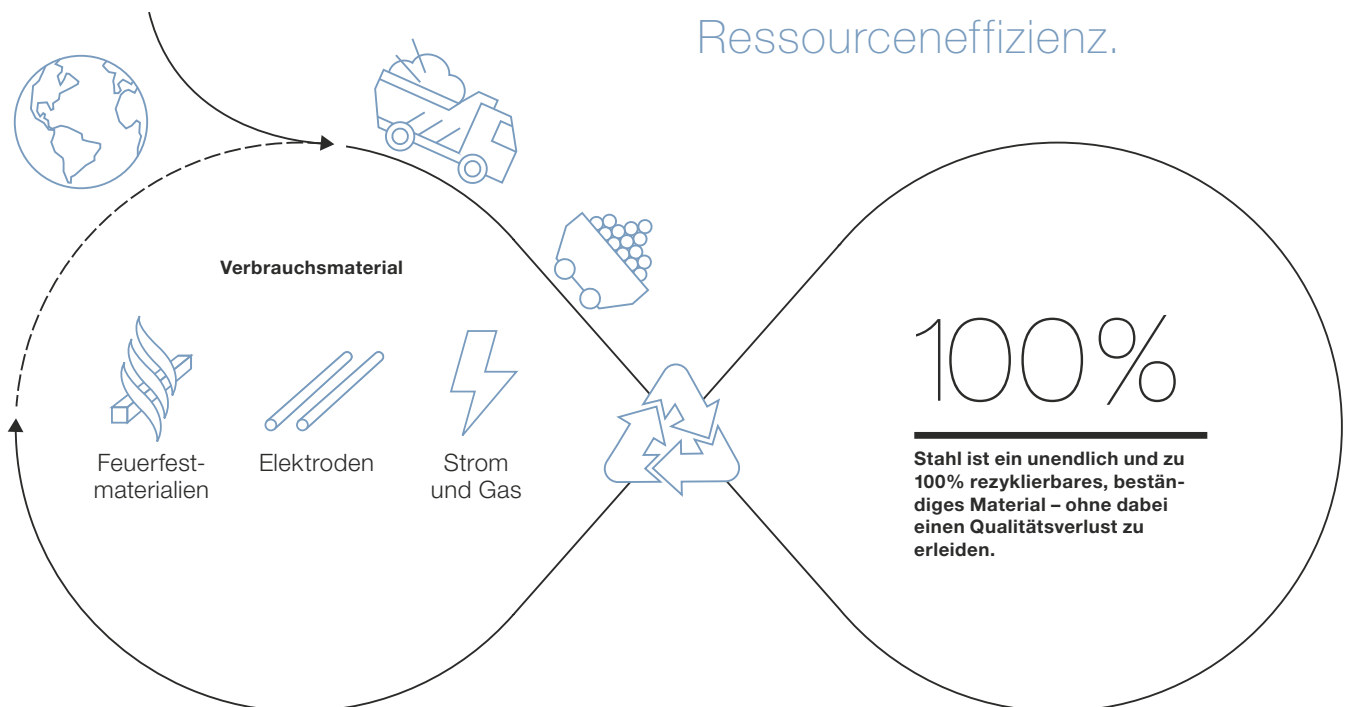 Ressourceneffizienz.
Verbrauchsmaterial
Feuerfest-
materialien
Elektroden
Strom
und Gas
100%
Stahl ist ein unendlich und zu
100% rezyklierbares, bestän-
diges Material – ohne dabei
einen Qualitätsverlust zu
erleiden.